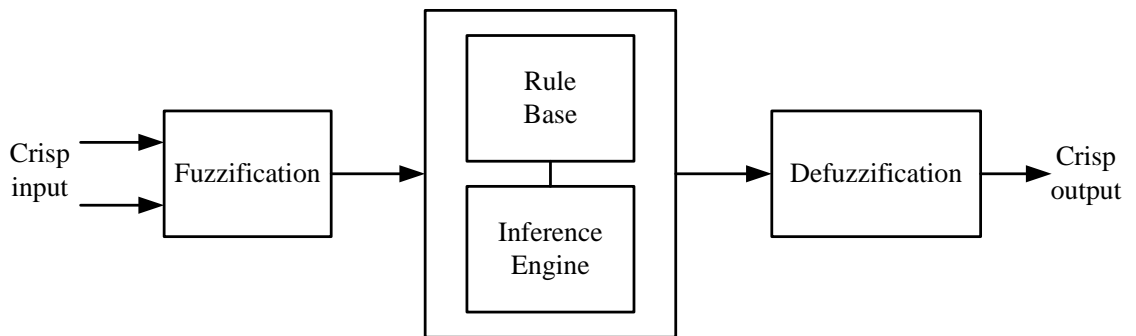 Crisp
input
Fuzzification
Rule
Base
Inference
Engine
Defuzzification
Crisp
output